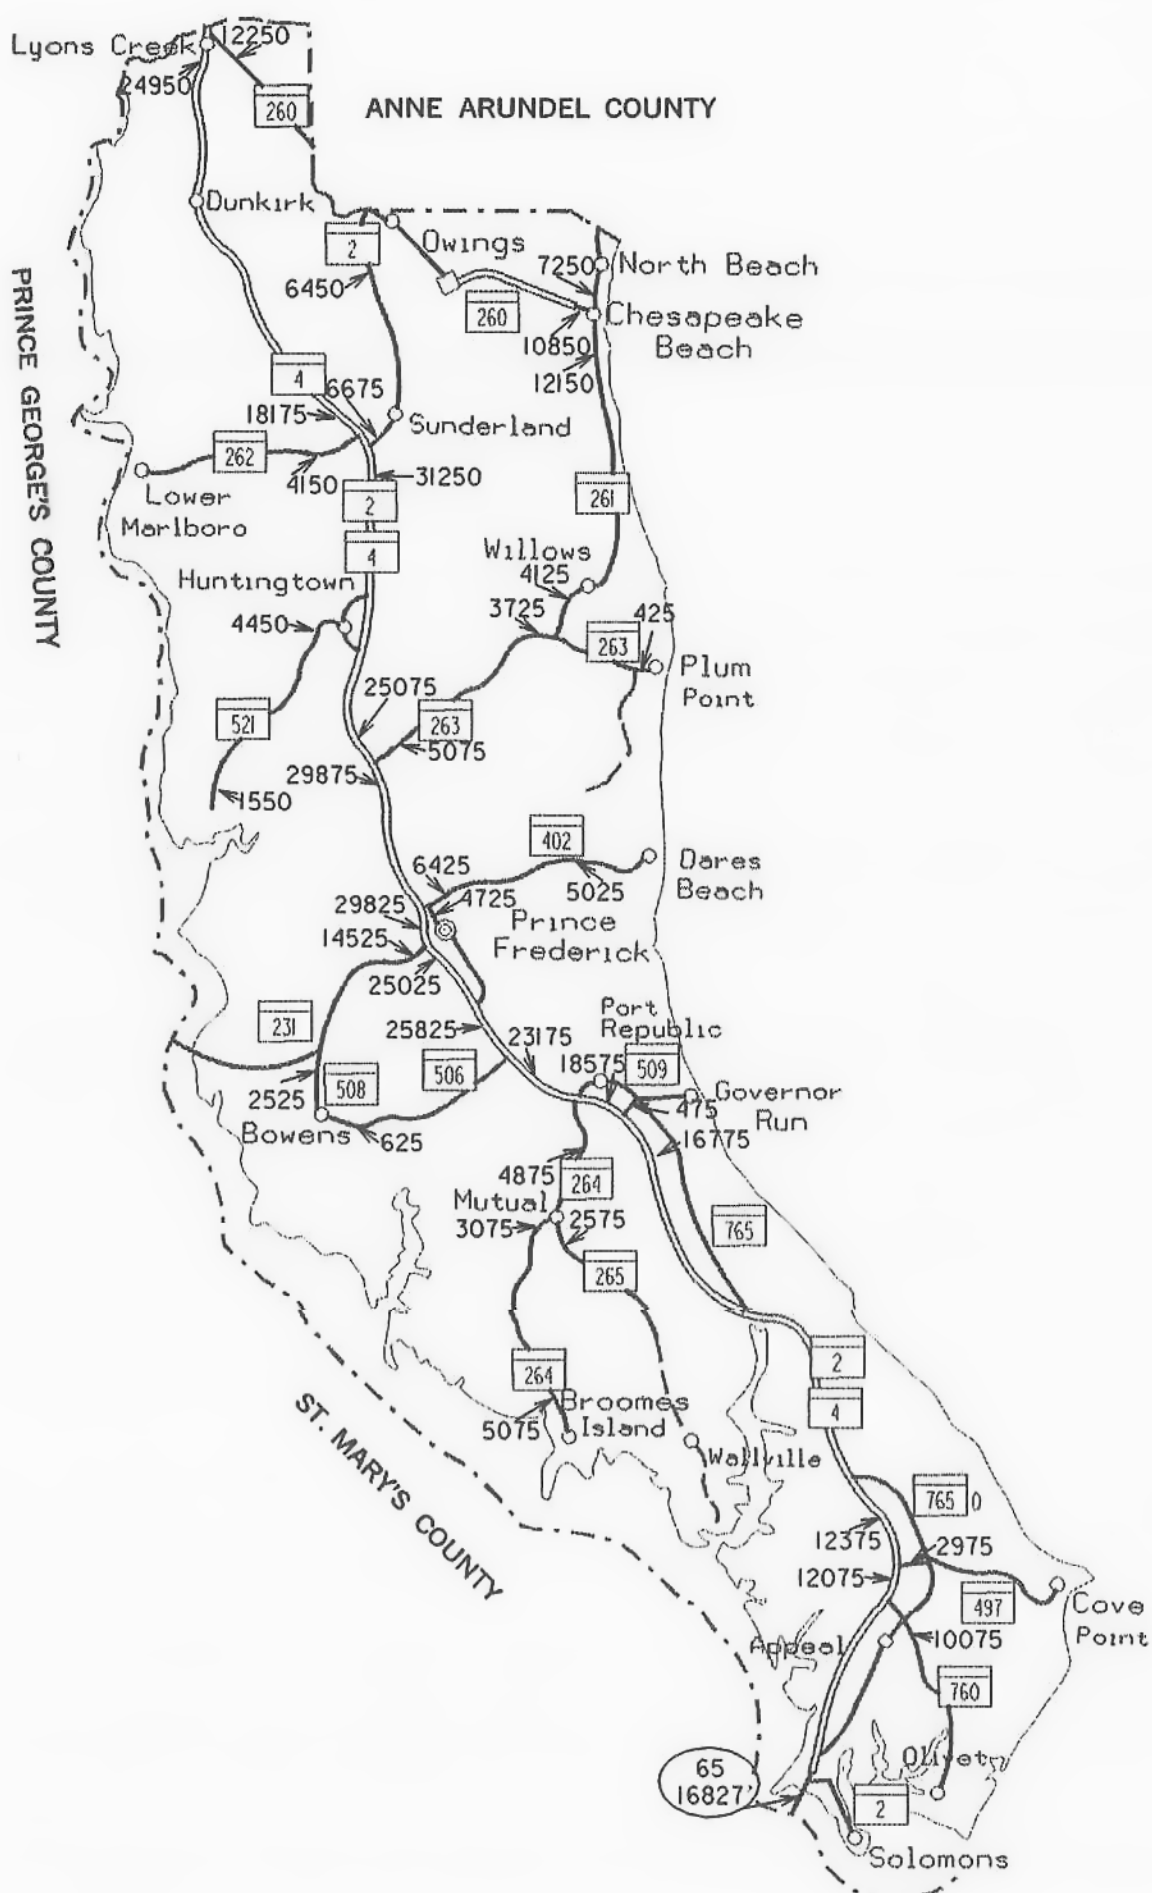 Lyons Creek
12250
24950
260
ANNE ARUNDEL COUNTY
Dunkirk
2
Owings
7250
North Beach
6450
260
Chesapeake
Beach
10850
12150
4
6675
18175
Sunderland
262
4150
31250
Lower
Marlboro
2
261
4
Willows
4125
Huntingtown
3725
425
4450
263
Plum
Point
PRINCE GEORGE'S COUNTY
25075
521
263
5075
29875
1550
402
6425
Dares
Beach
5025
4725
29825
Prince
Frederick
14525
25025
231
25825
23175
Port
Republic
18575
509
506
508
2525
475
Governor
Run
Bowens
625
16775
4875
264
Mutual
3075
2575
765
265
2
264
4
Broomes
Island
5075
Wallville
ST. MARY'S COUNTY
765 0
12375
2975
12075
497
Cove
Point
Appeal
10075
760
Olivet
65
16827
2
Solomons